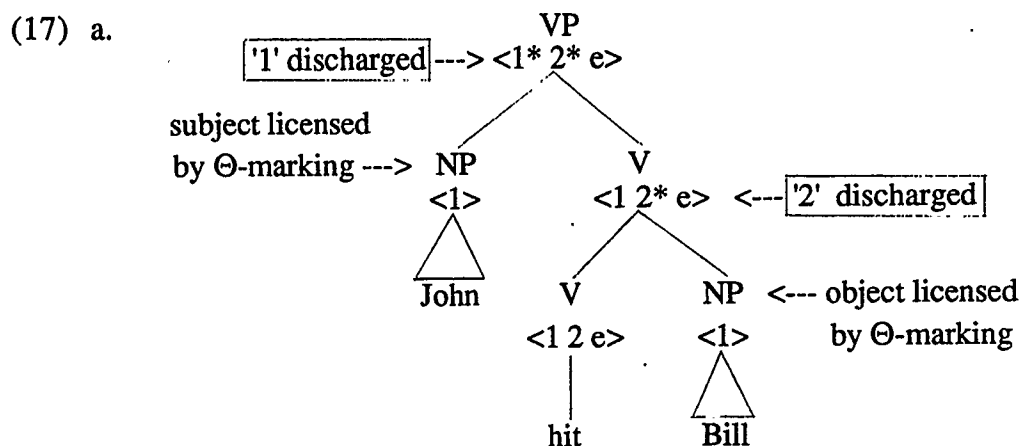 (17) a. VP
'1' discharged ---> <1* 2* e>
subject licensed
by Θ-marking ---> NP V
<1> <1 2* e> <--- '2' discharged
John V NP <--- object licensed
<1 2 e> <1> by Θ-marking
hit Bill